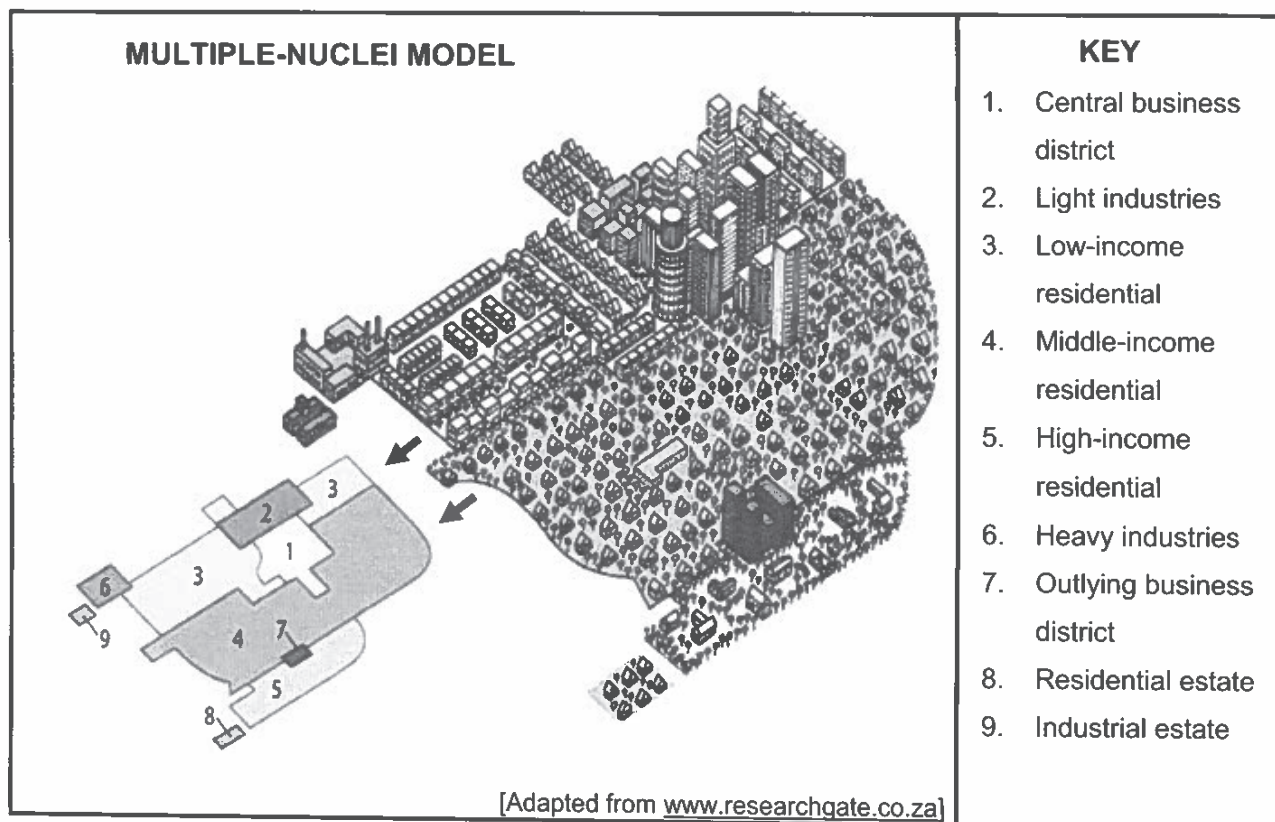 MULTIPLE-NUCLEI MODEL
3
2
1
3
6
9
4
7
5
8
[Adapted from www.researchgate.co.za]
KEY
1. Central business
district
2. Light industries
3. Low-income
residential
4. Middle-income
residential
5. High-income
residential
6. Heavy industries
7. Outlying business
district
8. Residential estate
9. Industrial estate